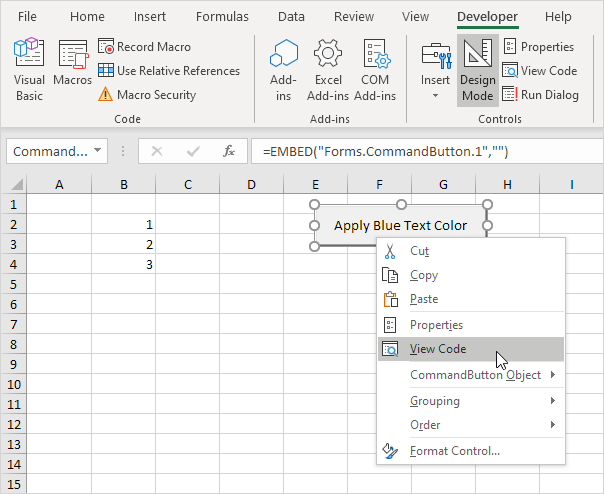 File Home Insert Formulas Data Review View Developer Help
Visual Basic
Macros
Record Macro
Use Relative References
Macro Security
Code
Add-ins
Excel Add-ins
COM Add-ins
Add-ins
Insert
Design Mode
Properties
View Code
Run Dialog
Controls
Command... fx =EMBED("Forms.CommandButton.1","")
A B C D E F G H I
1
2 1 Apply Blue Text Color
3 2
4 3
5
6
7
8
9
10
11
12
13
14
15
Cut
Copy
Paste
Properties
View Code
CommandButton Object
Grouping
Order
Format Control...